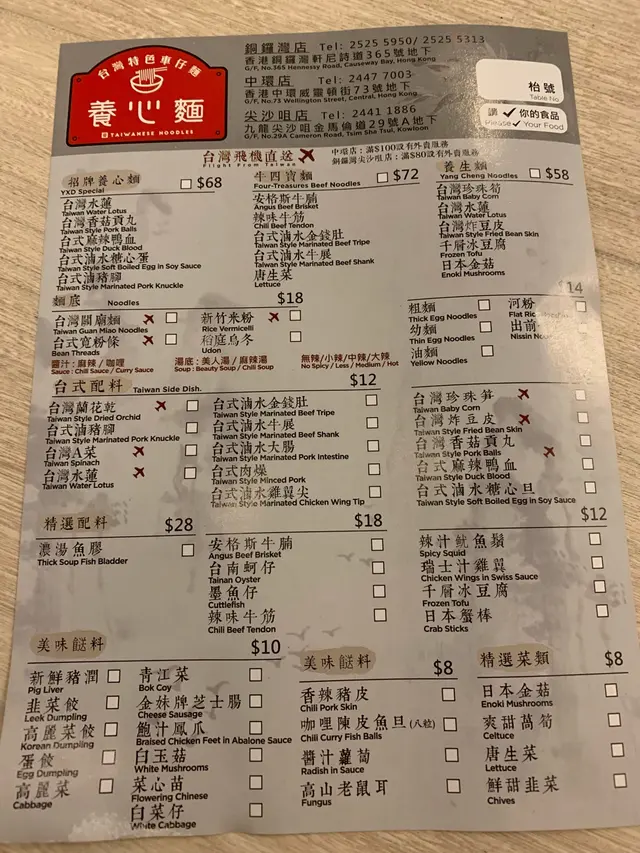 台灣特色車仔麵
養心麵
TAIWANESE NOODLES
銅鑼灣店 Tel: 2525 5950/ 2525 5313
香港銅鑼灣軒尼詩道365號地下
G/F, No.365 Hannessy Road, Causeway Bay, Hong Kong
中環店 Tel: 2447 7003
香港中環威靈頓街73號地下
G/F, No.73 Wellington Street, Central, Hong Kong
尖沙咀店 Tel: 2441 1886
九龍尖沙咀金馬倫道29號A地下
G/F, No.29A Cameron Road, Tsim Sha Tsui, Kowloon
枱號
Table No
請 ✓ 你的食品
Please ✓ Your Food
台灣飛機直送
Flight From Taiwan
中環店：滿$100設有外賣服務
銅鑼灣尖沙咀店：滿$80設有外賣服務
招牌養心麵 $68
YXD Special
台灣水蓮
Taiwan Water Lotus
台灣香菇貢丸
Taiwan Style Pork Balls
台式麻辣鴨血
Taiwan Style Duck Blood
台式滷水糖心蛋
Taiwan Style Soft Boiled Egg in Soy Sauce
台式滷豬腳
Taiwan Style Marinated Pork Knuckle
牛四寶麵 $72
Four-Treasures Beef Noodles
安格斯牛腩
Angus Beef Brisket
辣味牛筋
Chili Beef Tendon
台式滷水金錢肚
Taiwan Style Marinated Beef Tripe
台式滷水牛展
Taiwan Style Marinated Beef Shank
唐生菜
Lettuce
養生麵 $58
Yang Cheng Noodles
台灣珍珠筍
Taiwan Baby Corn
台灣水蓮
Taiwan Water Lotus
台灣炸豆皮
Taiwan Style Fried Bean Skin
千層冰豆腐
Frozen Tofu
日本金菇
Enoki Mushrooms
麵底 Noodles $18
台灣關廟麵
Taiwan Guan Miao Noodles
台式寬粉條
Bean Threads
新竹米粉
Rice Vermicelli
稻庭烏冬
Udon
醬汁：麻辣 / 咖哩
Sauce : Chili Sauce / Curry Sauce
湯底：美人湯 / 麻辣湯
Soup : Beauty Soup / Chili Soup
無辣/小辣/中辣/大辣
No Spicy / Less / Medium / Hot
$14
粗麵
Thick Egg Noodles
幼麵
Thin Egg Noodles
油麵
Yellow Noodles
河粉
Flat Ric
出前
Nissin
台式配料 Taiwan Side Dish. $12
台灣蘭花乾
Taiwan Style Dried Orchid
台式滷豬腳
Taiwan Style Marinated Pork Knuckle
台灣A菜
Taiwan Spinach
台灣水蓮
Taiwan Water Lotus
台式滷水金錢肚
Taiwan Style Marinated Beef Tripe
台式滷水牛展
Taiwan Style Marinated Beef Shank
台式滷水大腸
Taiwan Style Marinated Pork Intestine
台式肉燥
Taiwan Style Minced Pork
台式滷水雞翼尖
Taiwan Style Marinated Chicken Wing Tip
台灣珍珠筍
Taiwan Baby Corn
台灣炸豆皮
Taiwan Style Fried Bean Skin
台灣香菇貢丸
Taiwan Style Pork Balls
台式麻辣鴨血
Taiwan Style Duck Blood
台式滷水糖心旦
Taiwan Style Soft Boiled Egg in Soy Sauce
精選配料 $28
濃湯魚膠
Thick Soup Fish Bladder
$18
安格斯牛腩
Angus Beef Brisket
台南蚵仔
Tainan Oyster
墨魚仔
Cuttlefish
辣味牛筋
Chili Beef Tendon
$12
辣汁魷魚鬚
Spicy Squid
瑞士汁雞翼
Chicken Wings in Swiss Sauce
千層冰豆腐
Frozen Tofu
日本蟹棒
Crab Sticks
美味餸料 $10
新鮮豬潤
Pig Liver
韭菜餃
Leek Dumpling
高麗菜餃
Korean Dumpling
蛋餃
Egg Dumpling
高麗菜
Cabbage
青江菜
Bok Coy
金妹牌芝士腸
Cheese Sausage
鮑汁鳳爪
Braised Chicken Feet in Abalone Sauce
白玉菇
White Mushrooms
菜心苗
Flowering Chinese
白菜仔
White Cabbage
美味餸料 $8
香辣豬皮
Chili Pork Skin
咖哩陳皮魚旦(八粒)
Chili Curry Fish Balls
醬汁蘿蔔
Radish in Sauce
高山老鼠耳
Fungus
精選菜類 $8
日本金菇
Enoki Mushrooms
爽甜萵筍
Celtuce
唐生菜
Lettuce
鮮甜韭菜
Chives